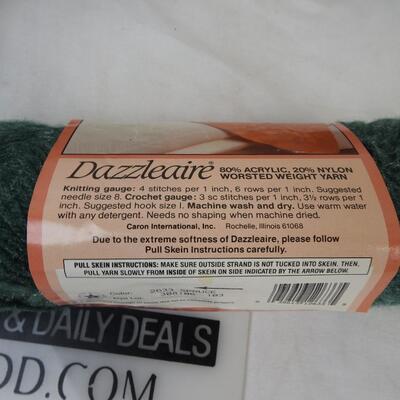 Dazzleaire® 80% ACRYLIC, 20% NYLON
WORSTED WEIGHT YARN
Knitting gauge: 4 stitches per 1 inch, 6 rows per 1 inch. Suggested
needle size 8. Crochet gauge: 3 sc stitches per 1 inch, 3½ rows per 1
inch. Suggested hook size I. Machine wash and dry. Use warm water
with any detergent. Needs no shaping when machine dried.
Caron International, Inc. Rochelle, Illinois 61068
Due to the extreme softness of Dazzleaire, please follow
Pull Skein Instructions carefully.
PULL SKEIN INSTRUCTIONS: MAKE SURE OUTSIDE STRAND IS NOT TUCKED INTO SKEIN. THEN,
PULL YARN SLOWLY FROM INSIDE OF SKEIN ON SIDE INDICATED BY THE ARROW BELOW.
Color: 2633 SPRUCE
Dye Lot:
& DAILY DEALS
OD.COM